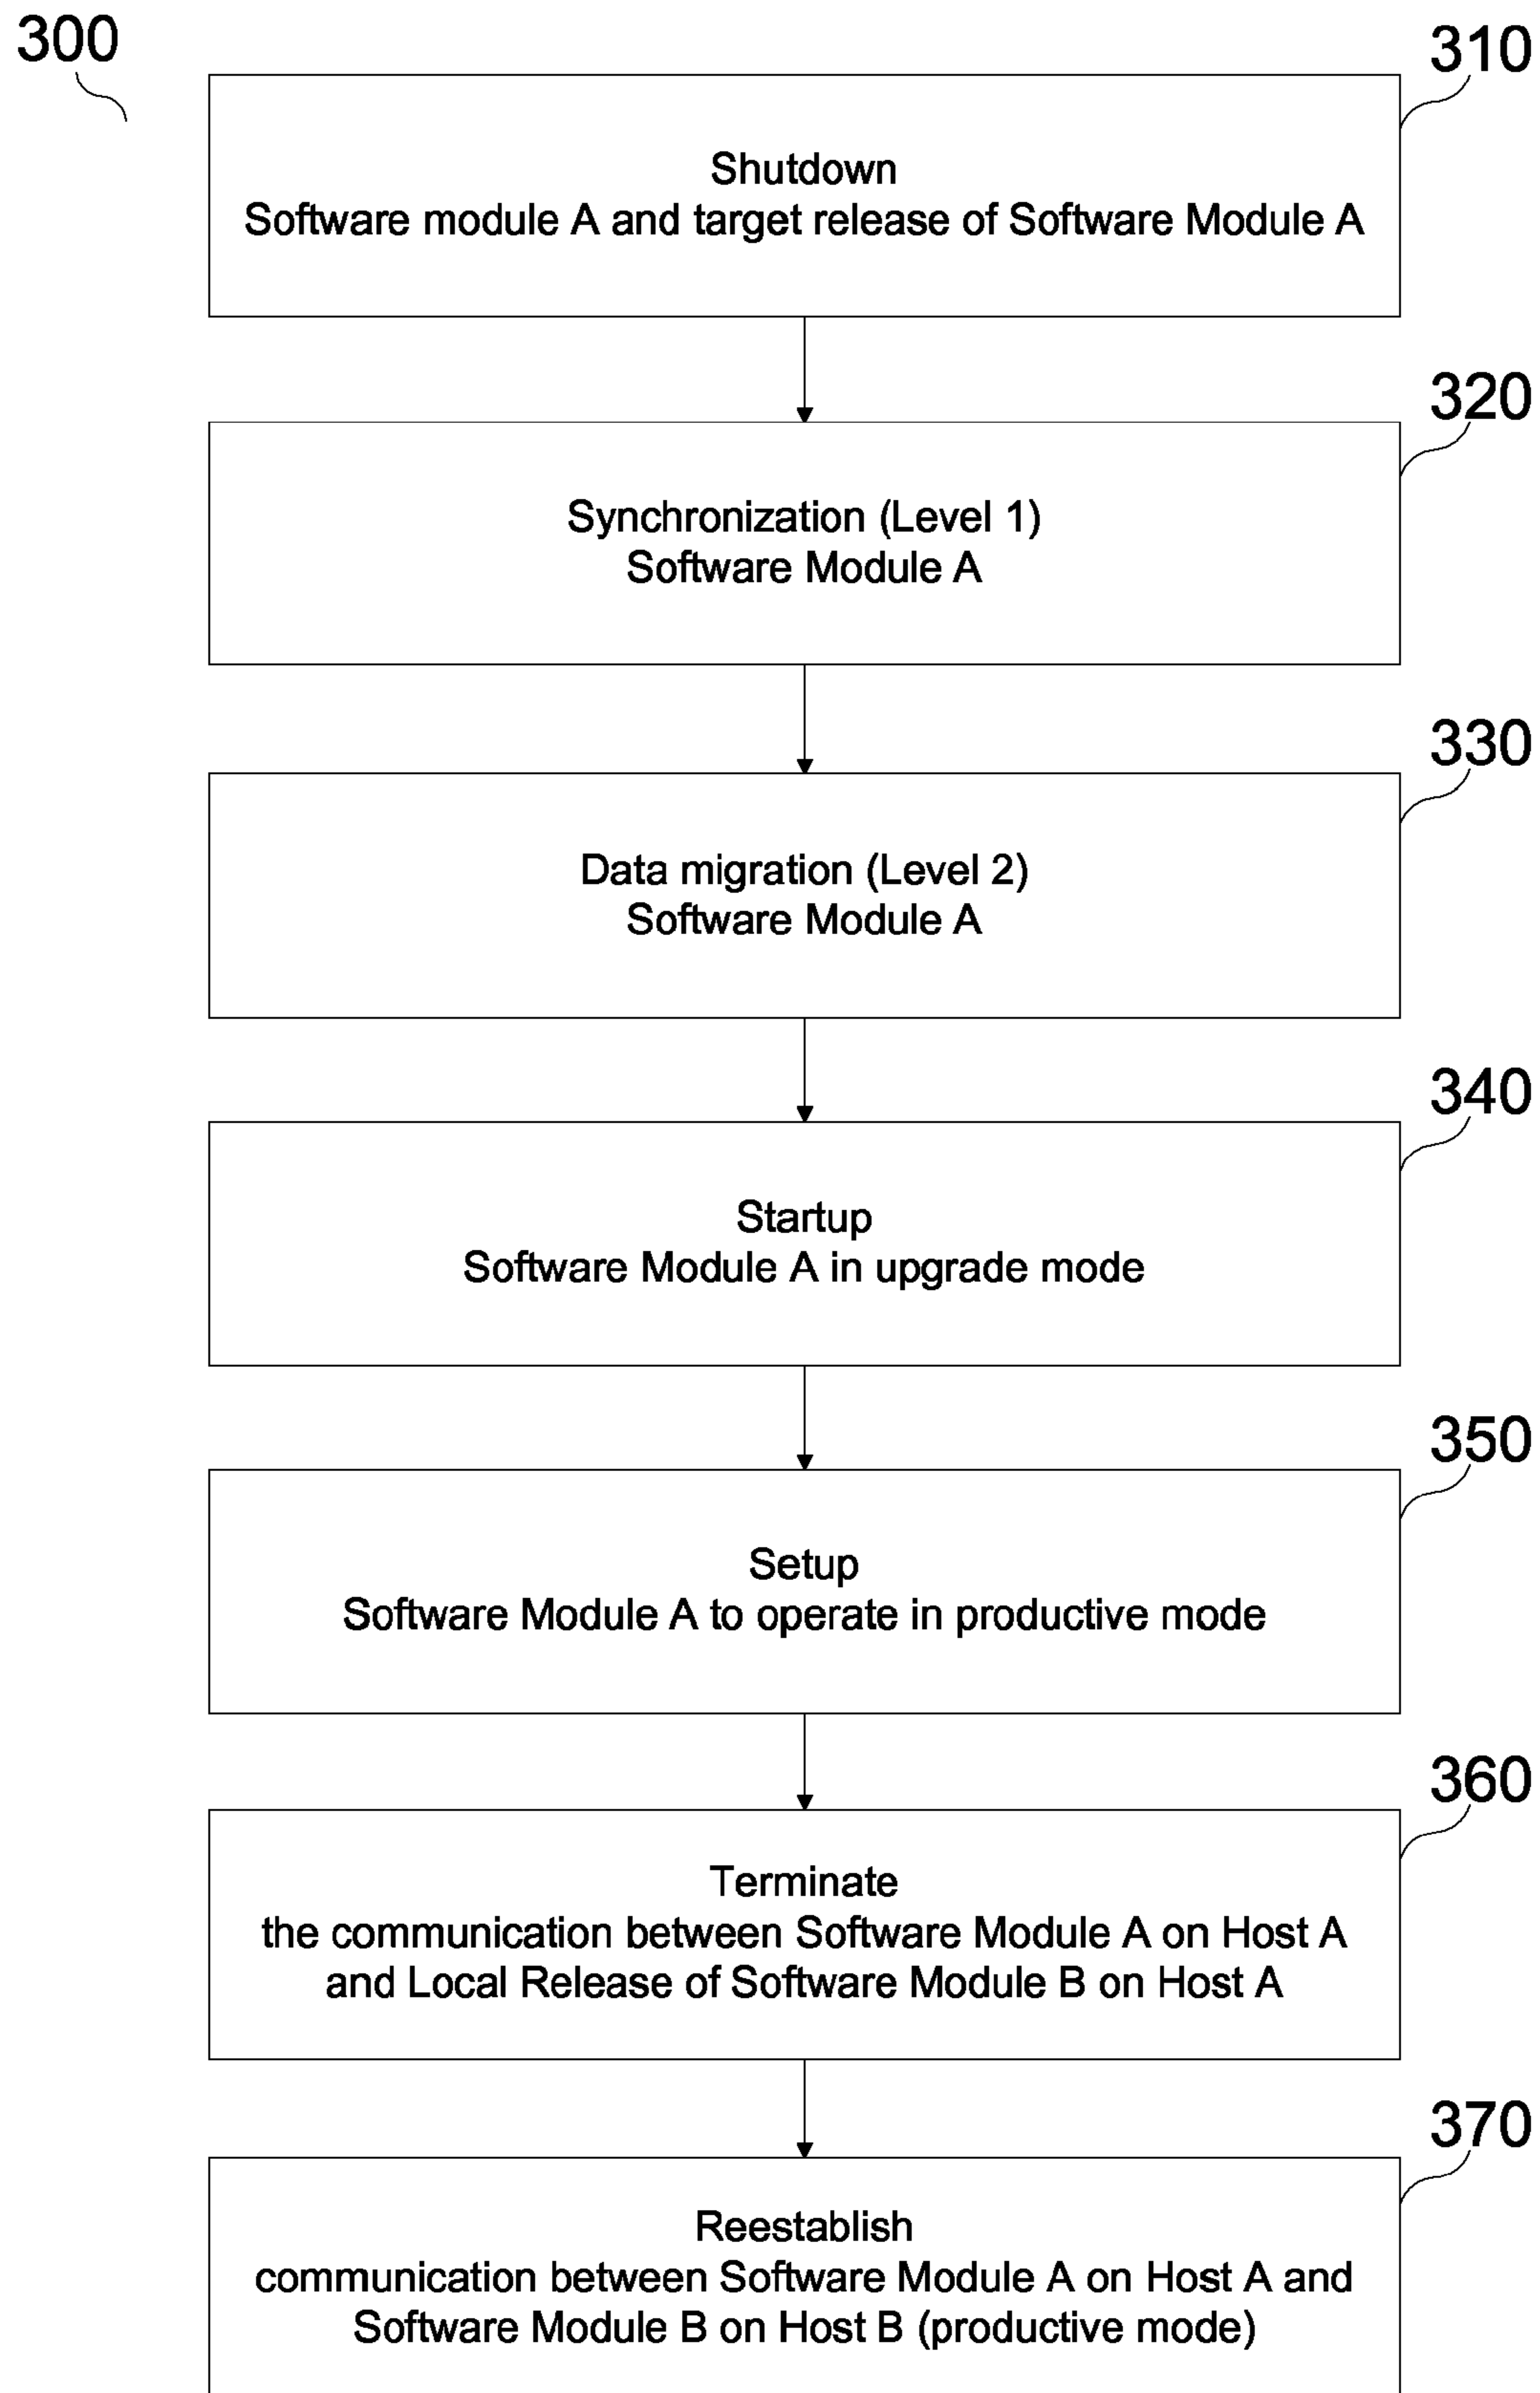 300
310
Shutdown
Software module A and target release of Software Module A
320
Synchronization (Level 1)
Software Module A
330
Data migration (Level 2)
Software Module A
340
Startup
Software Module A in upgrade mode
350
Setup
Software Module A to operate in productive mode
360
Terminate
the communication between Software Module A on Host A
and Local Release of Software Module B on Host A
370
Reestablish
communication between Software Module A on Host A and
Software Module B on Host B (productive mode)